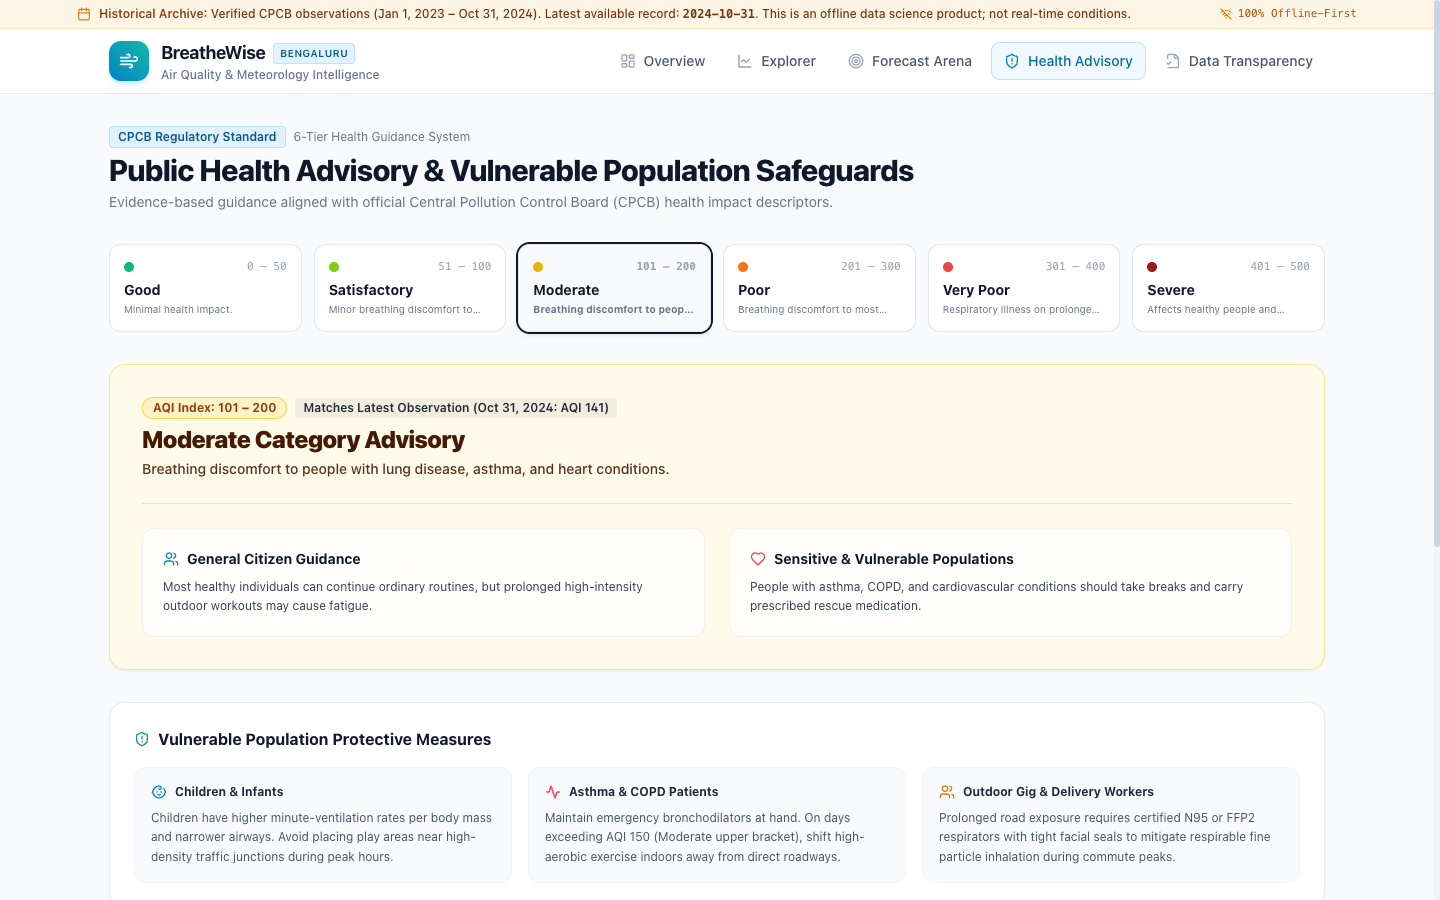 Historical Archive: Verified CPCB observations (Jan 1, 2023 – Oct 31, 2024). Latest available record: 2024-10-31. This is an offline data science product; not real-time conditions.
100% Offline-First
BreatheWise
BENGALURU
Air Quality & Meteorology Intelligence
Overview
Explorer
Forecast Arena
Health Advisory
Data Transparency
CPCB Regulatory Standard
6-Tier Health Guidance System
Public Health Advisory & Vulnerable Population Safeguards
Evidence-based guidance aligned with official Central Pollution Control Board (CPCB) health impact descriptors.
0 – 50
Good
Minimal health impact.
51 – 100
Satisfactory
Minor breathing discomfort to...
101 – 200
Moderate
Breathing discomfort to peop...
201 – 300
Poor
Breathing discomfort to most...
301 – 400
Very Poor
Respiratory illness on prolonge...
401 – 500
Severe
Affects healthy people and...
AQI Index: 101 – 200
Matches Latest Observation (Oct 31, 2024: AQI 141)
Moderate Category Advisory
Breathing discomfort to people with lung disease, asthma, and heart conditions.
General Citizen Guidance
Most healthy individuals can continue ordinary routines, but prolonged high-intensity
outdoor workouts may cause fatigue.
Sensitive & Vulnerable Populations
People with asthma, COPD, and cardiovascular conditions should take breaks and carry
prescribed rescue medication.
Vulnerable Population Protective Measures
Children & Infants
Children have higher minute-ventilation rates per body mass
and narrower airways. Avoid placing play areas near high-
density traffic junctions during peak hours.
Asthma & COPD Patients
Maintain emergency bronchodilators at hand. On days
exceeding AQI 150 (Moderate upper bracket), shift high-
aerobic exercise indoors away from direct roadways.
Outdoor Gig & Delivery Workers
Prolonged road exposure requires certified N95 or FFP2
respirators with tight facial seals to mitigate respirable fine
particle inhalation during commute peaks.